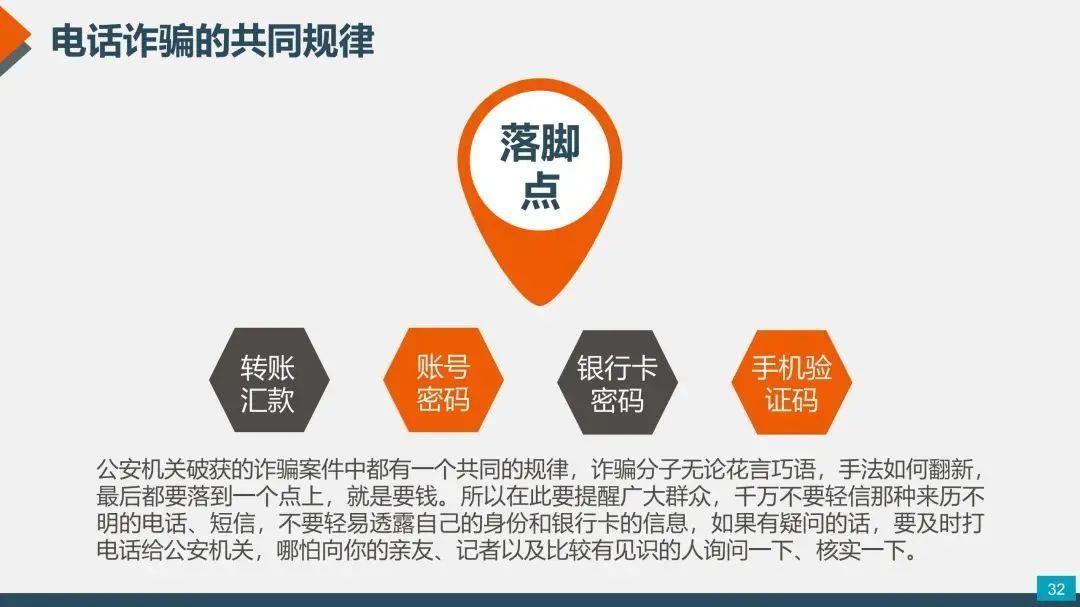 电话诈骗的共同规律
落脚
点
转账
汇款
账号
密码
银行卡
密码
手机验
证码
公安机关破获的诈骗案件中都有一个共同的规律，诈骗分子无论花言巧语，手法如何翻新，
最后都要落到一个点上，就是要钱。所以在此要提醒广大群众，千万不要轻信那种来历不
明的电话、短信，不要轻易透露自己的身份和银行卡的信息，如果有疑问的话，要及时打
电话给公安机关，哪怕向你的亲友、记者以及比较有见识的人询问一下、核实一下。
32